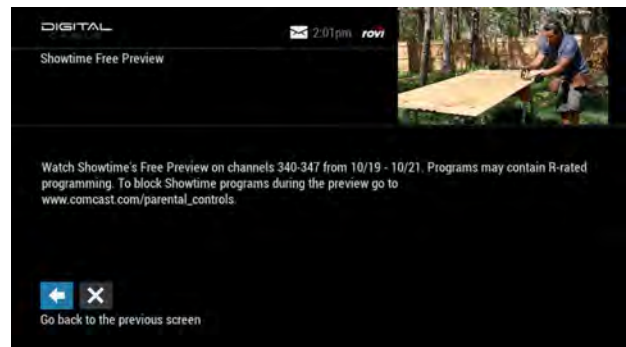 DIGITAL
2:01pm rovi
Showtime Free Preview
Watch Showtime's Free Preview on channels 340-347 from 10/19 - 10/21. Programs may contain R-rated
programming. To block Showtime programs during the preview go to
www.comcast.com/parental_controls.
Go back to the previous screen